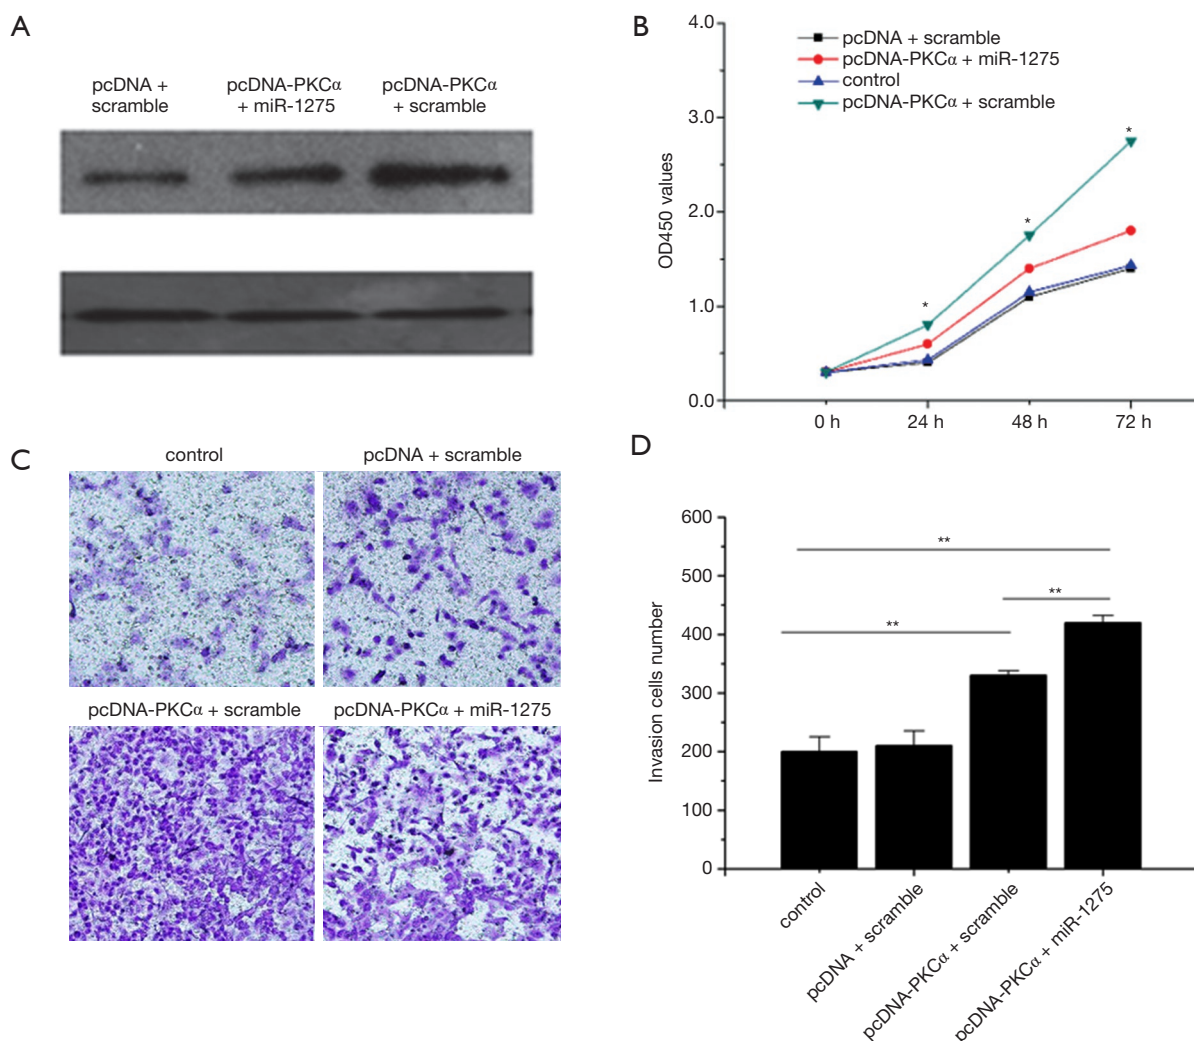 A
pcDNA +
scramble
pcDNA-PKCα
+ miR-1275
pcDNA-PKCα
+ scramble
B
4.0
3.0
2.0
1.0
0.0
OD450 values
pcDNA + scramble
pcDNA-PKCα + miR-1275
control
pcDNA-PKCα + scramble
*
*
*
0 h
24 h
48 h
72 h
C
control
pcDNA + scramble
pcDNA-PKCα + scramble
pcDNA-PKCα + miR-1275
D
600
500
400
300
200
100
0
Invasion cells number
**
**
**
control
pcDNA + scramble
pcDNA-PKCα + scramble
pcDNA-PKCα + miR-1275